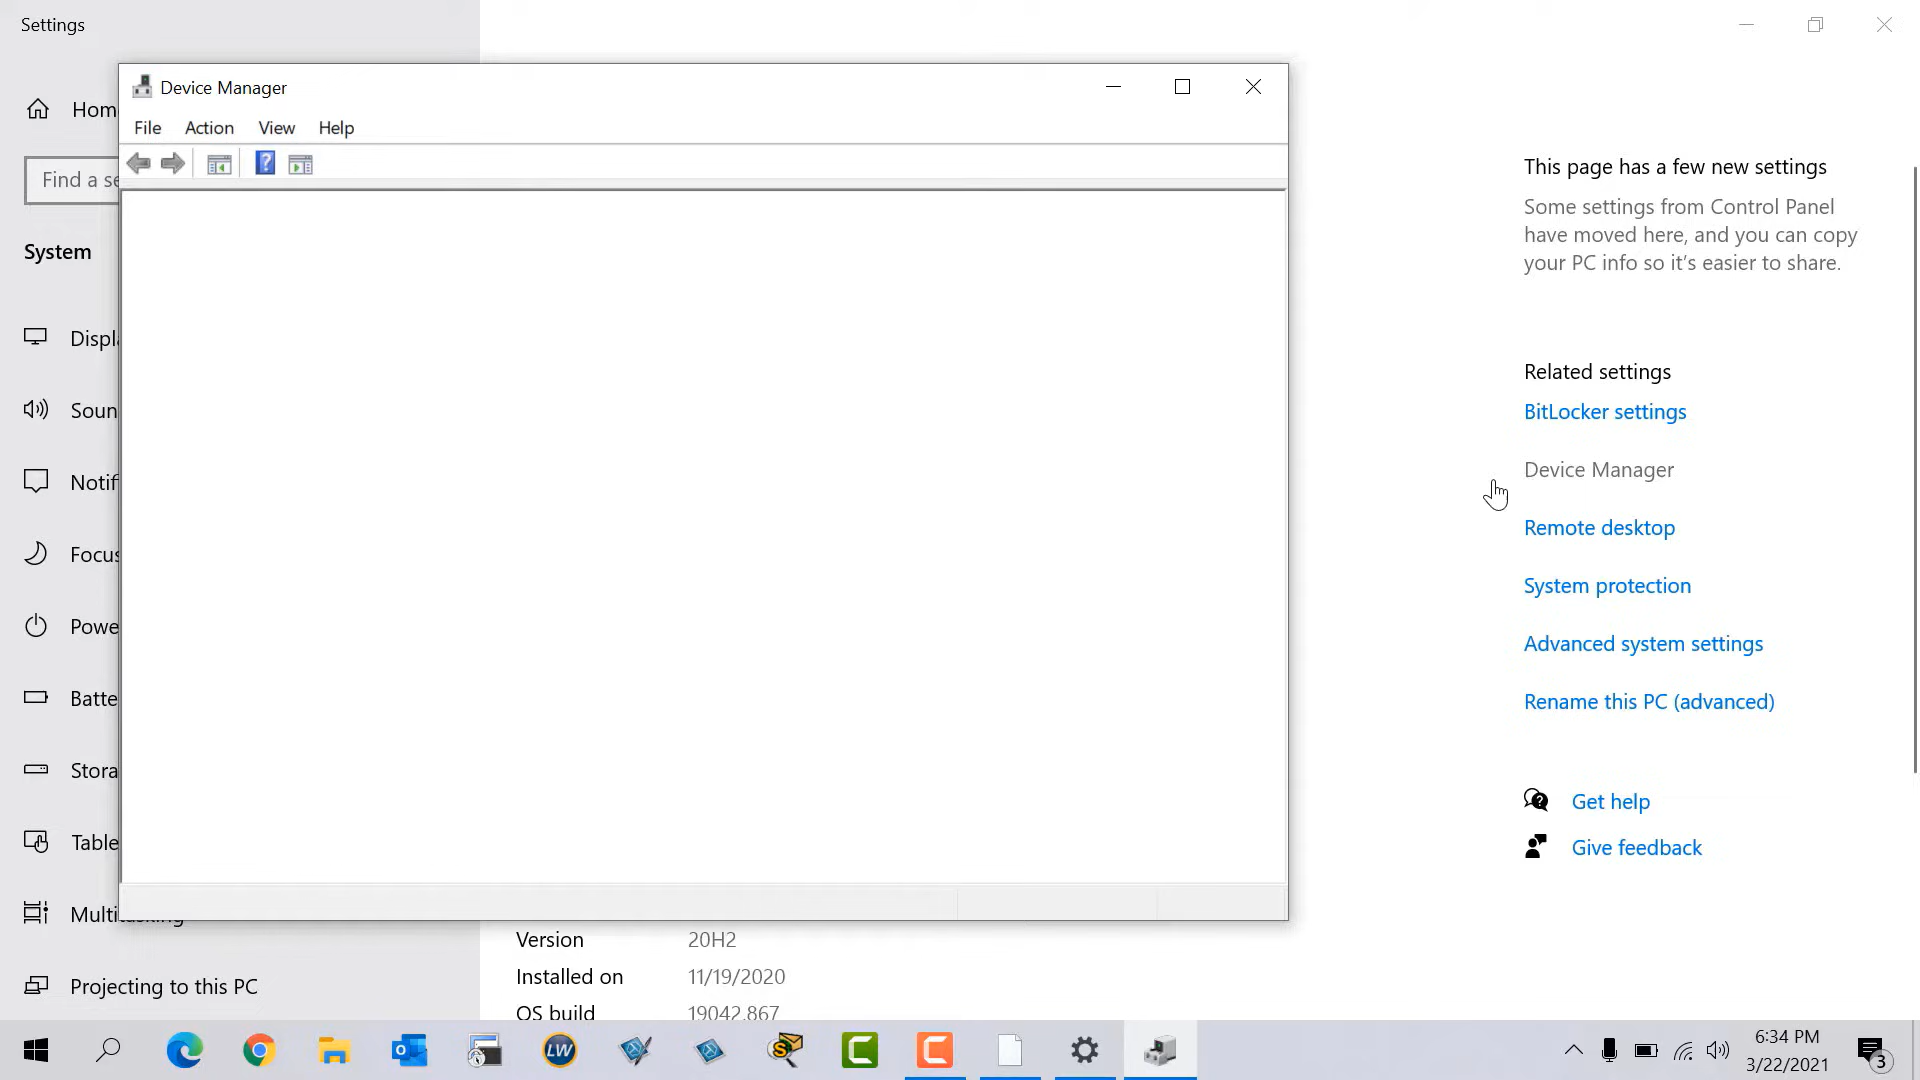 Settings
Device Manager
File Action View Help
Home
Find a se
System
Displ
Soun
Notif
Focus
Powe
Batte
Stora
Table
Multitasking
Projecting to this PC
This page has a few new settings
Some settings from Control Panel
have moved here, and you can copy
your PC info so it's easier to share.
Related settings
BitLocker settings
Device Manager
Remote desktop
System protection
Advanced system settings
Rename this PC (advanced)
Get help
Give feedback
Version 20H2
Installed on 11/19/2020
OS build 19042.867
LW
6:34 PM
3/22/2021
3